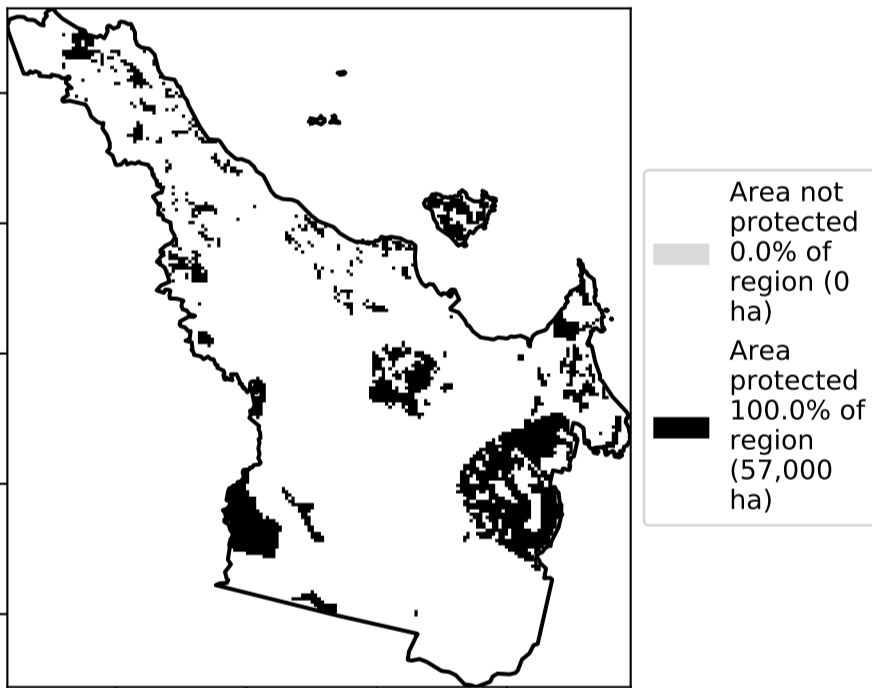 Area not
protected
0.0% of
region (0
ha)
Area
protected
100.0% of
region
(57,000
ha)